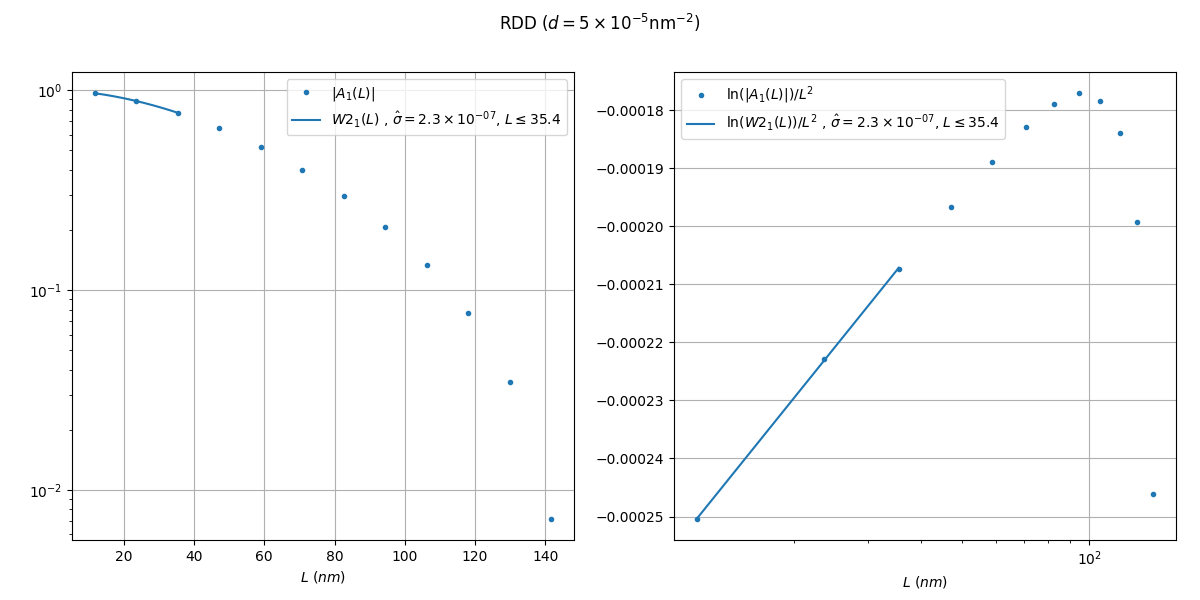 RDD (d = 5 × 10⁻⁵nm⁻²)
|A₁(L)|
W2₁(L) , σ̂ = 2.3 × 10⁻⁰⁷, L ≤ 35.4
10⁰
10⁻¹
10⁻²
20 40 60 80 100 120 140
L (nm)
ln(|A₁(L)|)/L²
ln(W2₁(L))/L² , σ̂ = 2.3 × 10⁻⁰⁷, L ≤ 35.4
−0.00018
−0.00019
−0.00020
−0.00021
−0.00022
−0.00023
−0.00024
−0.00025
10²
L (nm)